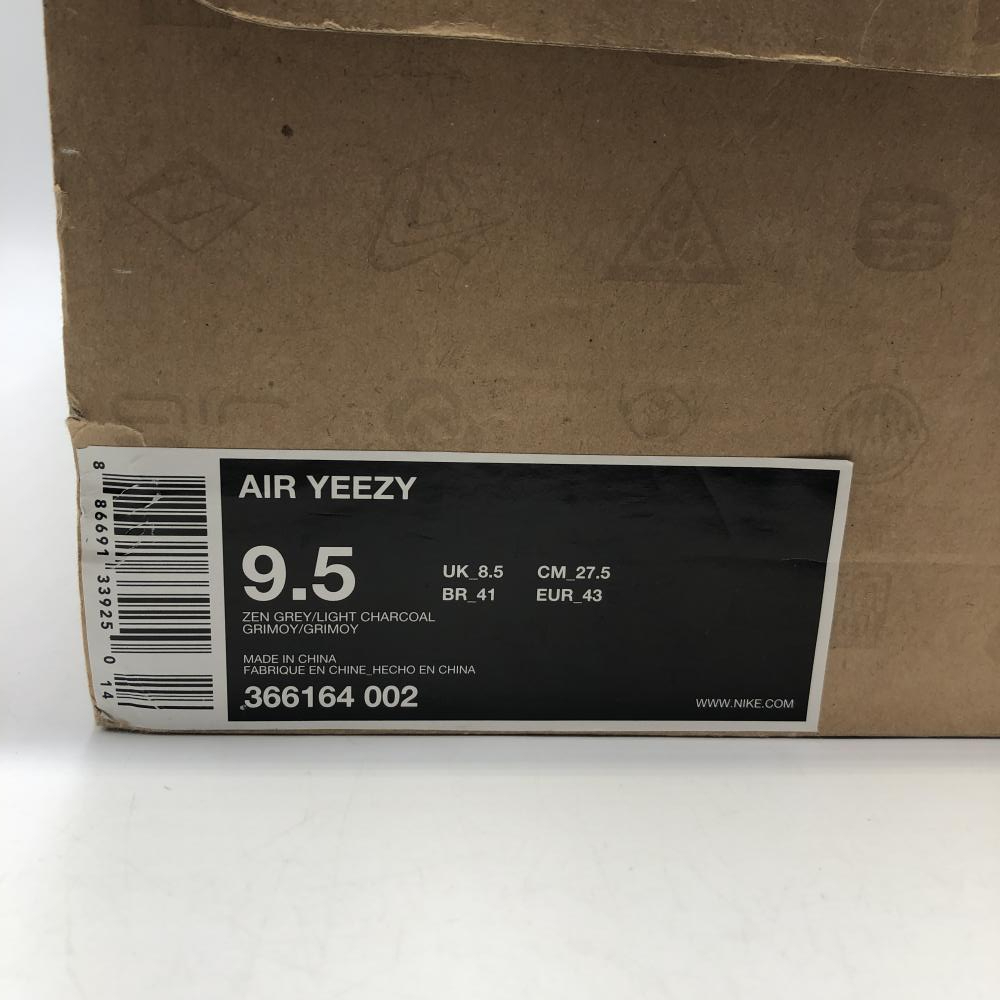 AIR YEEZY
9.5
UK_8.5 CM_27.5
BR_41 EUR_43
ZEN GREY/LIGHT CHARCOAL
GRIMOY/GRIMOY
MADE IN CHINA
FABRIQUE EN CHINE_HECHO EN CHINA
366164 002
WWW.NIKE.COM
8 86691 33925 0 14
AIR